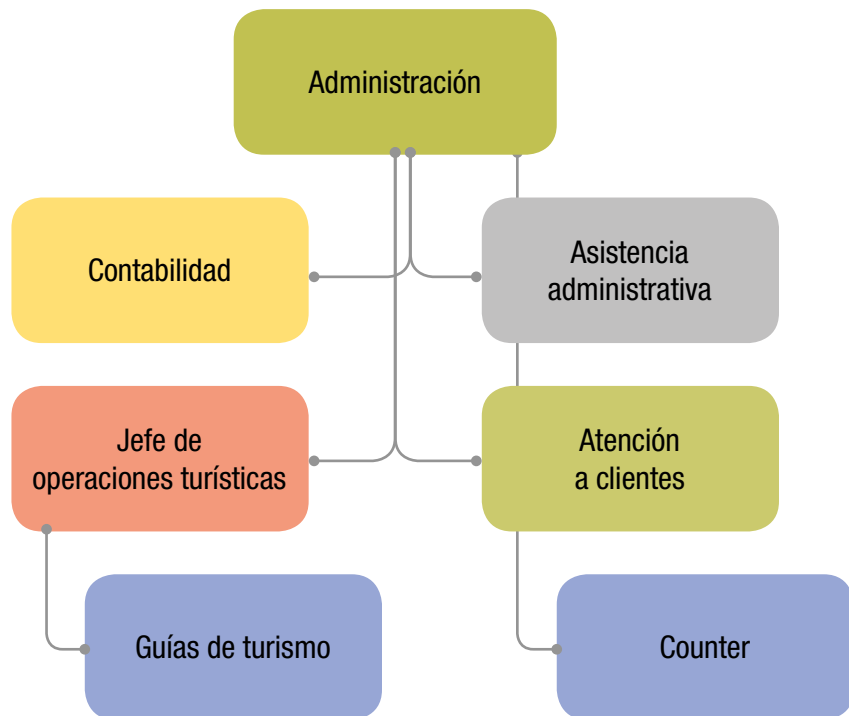 Administración
Contabilidad
Asistencia
administrativa
Jefe de
operaciones turísticas
Atención
a clientes
Guías de turismo
Counter